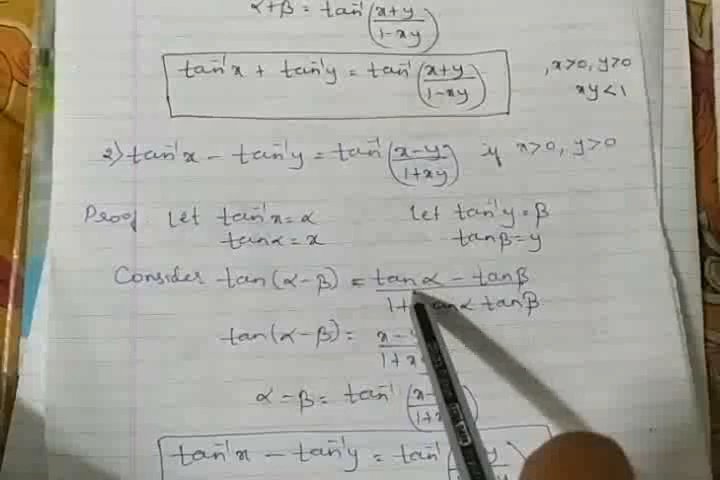 α+β = tan⁻¹((x+y)/(1-xy))
tan⁻¹x + tan⁻¹y = tan⁻¹((x+y)/(1-xy)) , x>0, y>0
xy<1
2) tan⁻¹x - tan⁻¹y = tan⁻¹((x-y)/(1+xy)) if x>0, y>0
Proof Let tan⁻¹x = α Let tan⁻¹y = β
tanα = x tanβ = y
Consider tan(α-β) = (tanα - tanβ)/(1+tanα tanβ)
tan(α-β) = x-
1+x
α-β = tan⁻¹ (x-
1+x
tan⁻¹x - tan⁻¹y = tan⁻¹ y